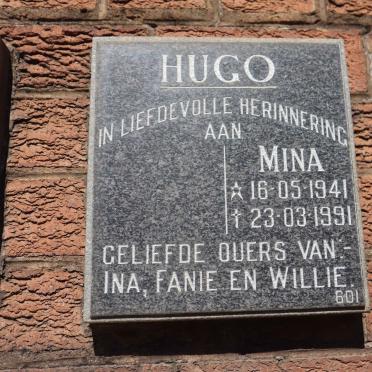 HUGO
IN LIEFDEVOLLE HERINNERING
AAN
MINA
☆ 16·05·1941
† 23·03·1991
GELIEFDE OUERS VAN:-
INA, FANIE EN WILLIE.
601